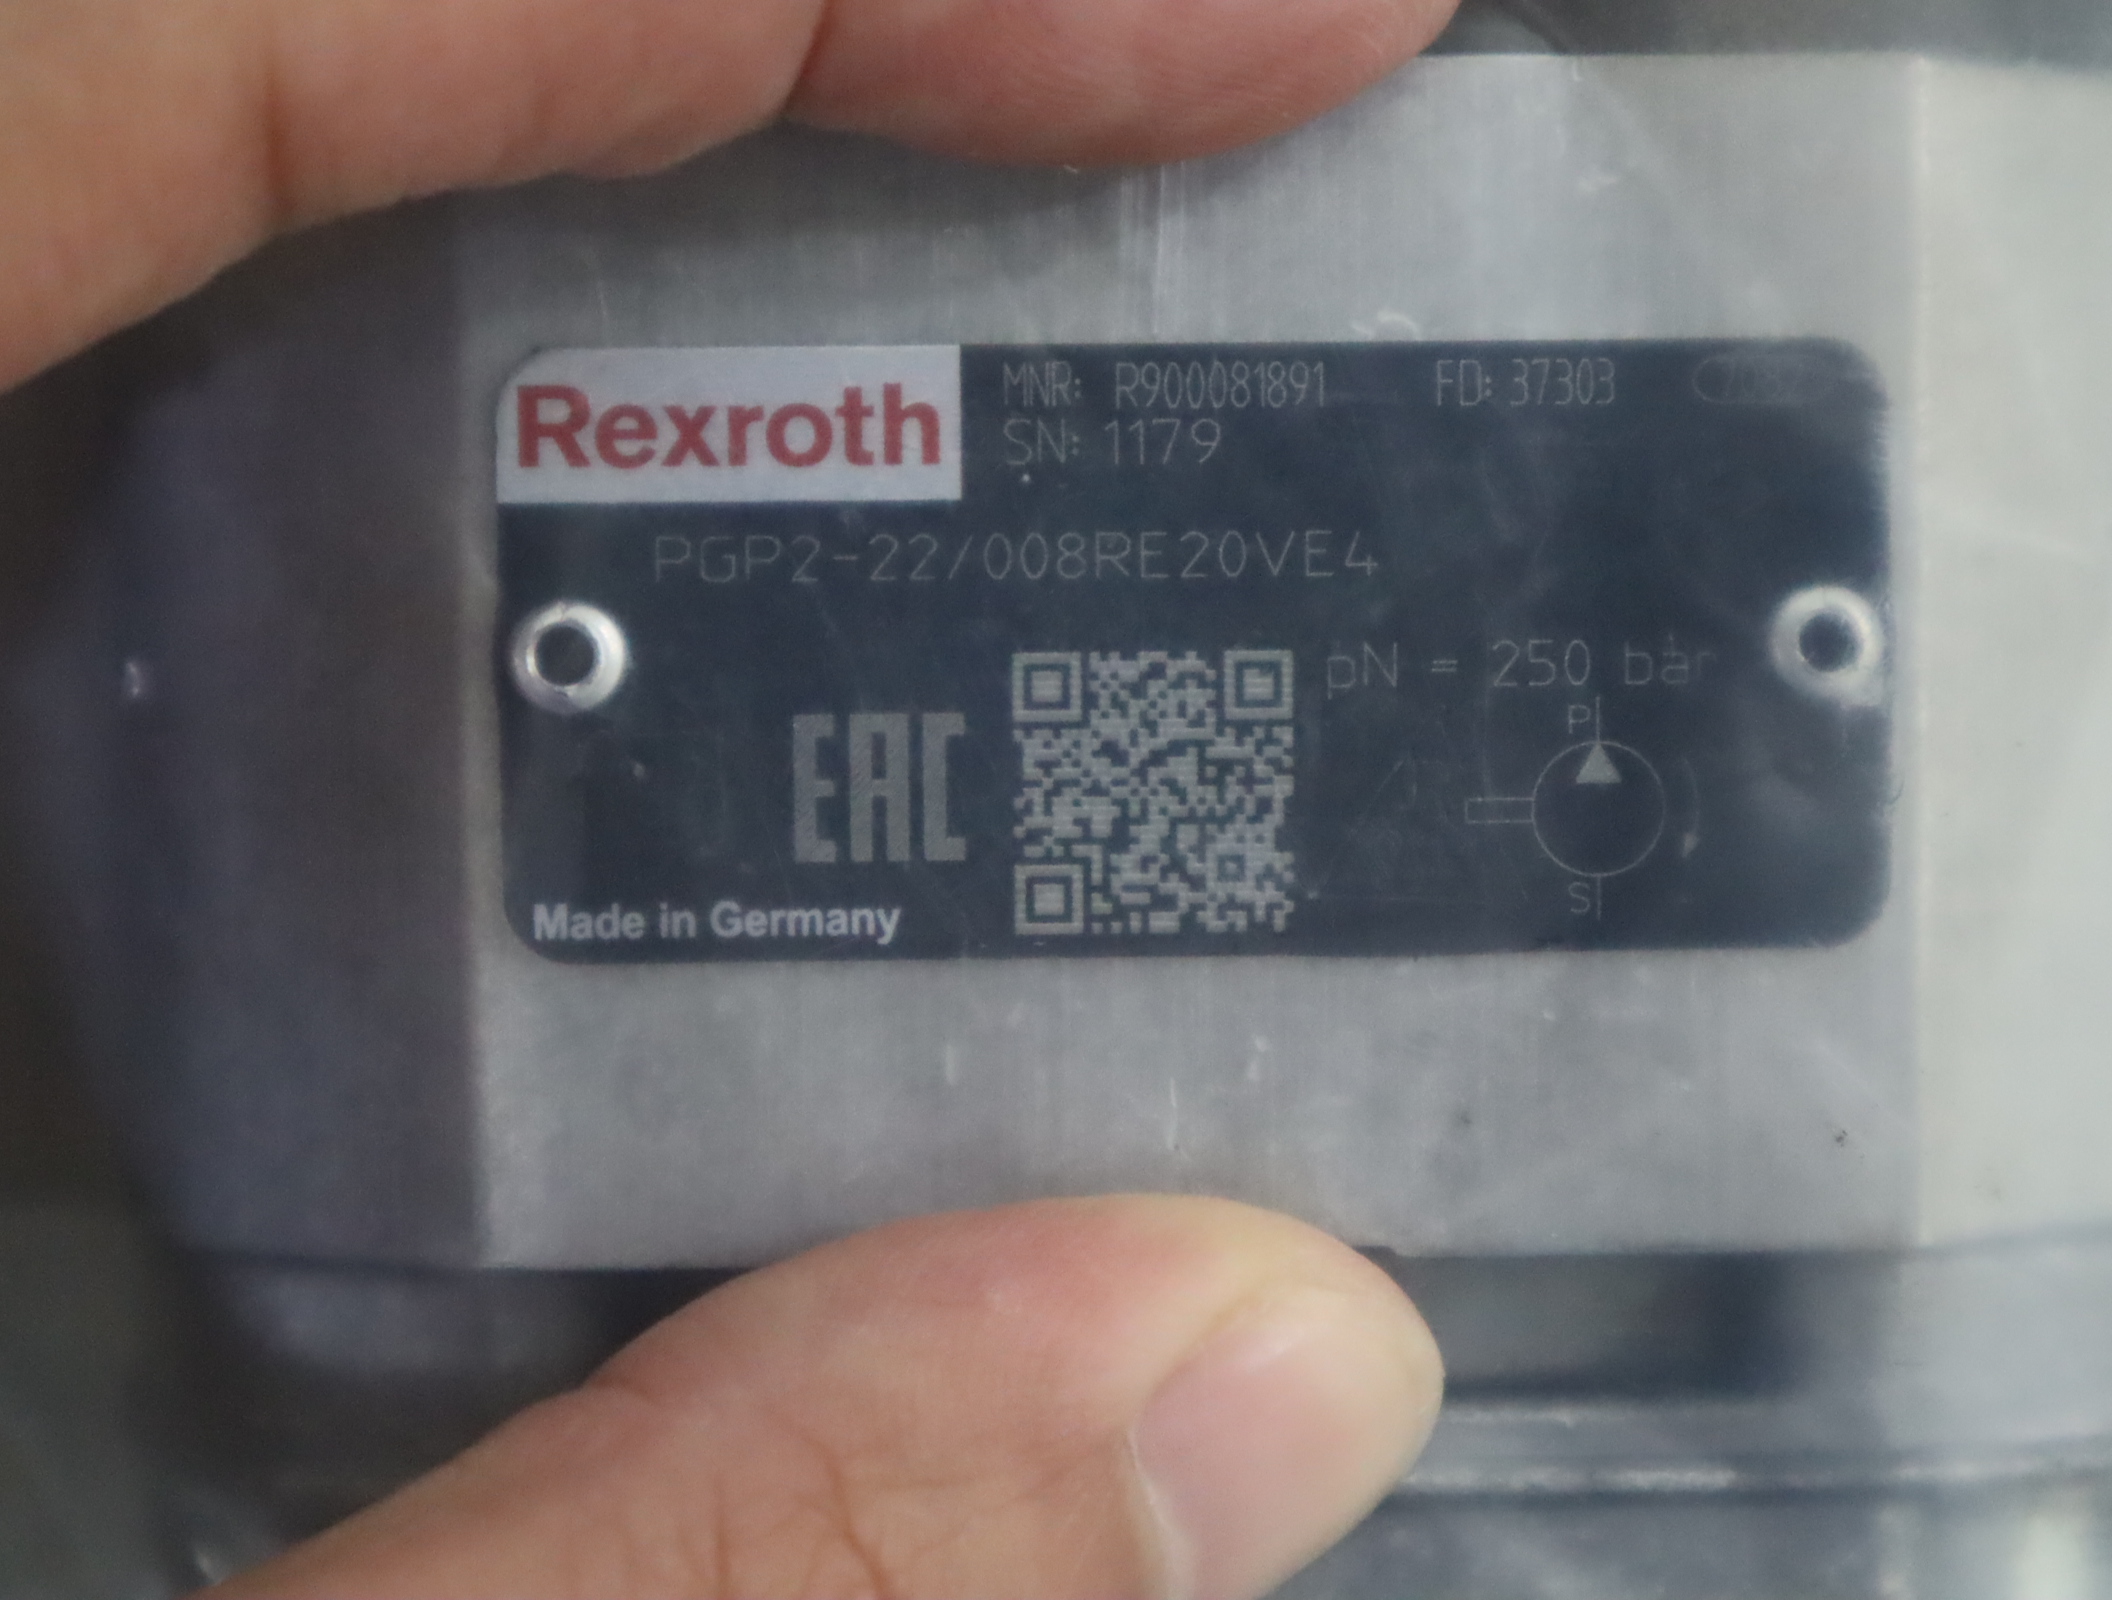 Rexroth
MNR: R900081891 FD: 37303
SN: 1179
PGP2-22/008RE20VE4
pN = 250 bar
P
EAC
S
Made in Germany